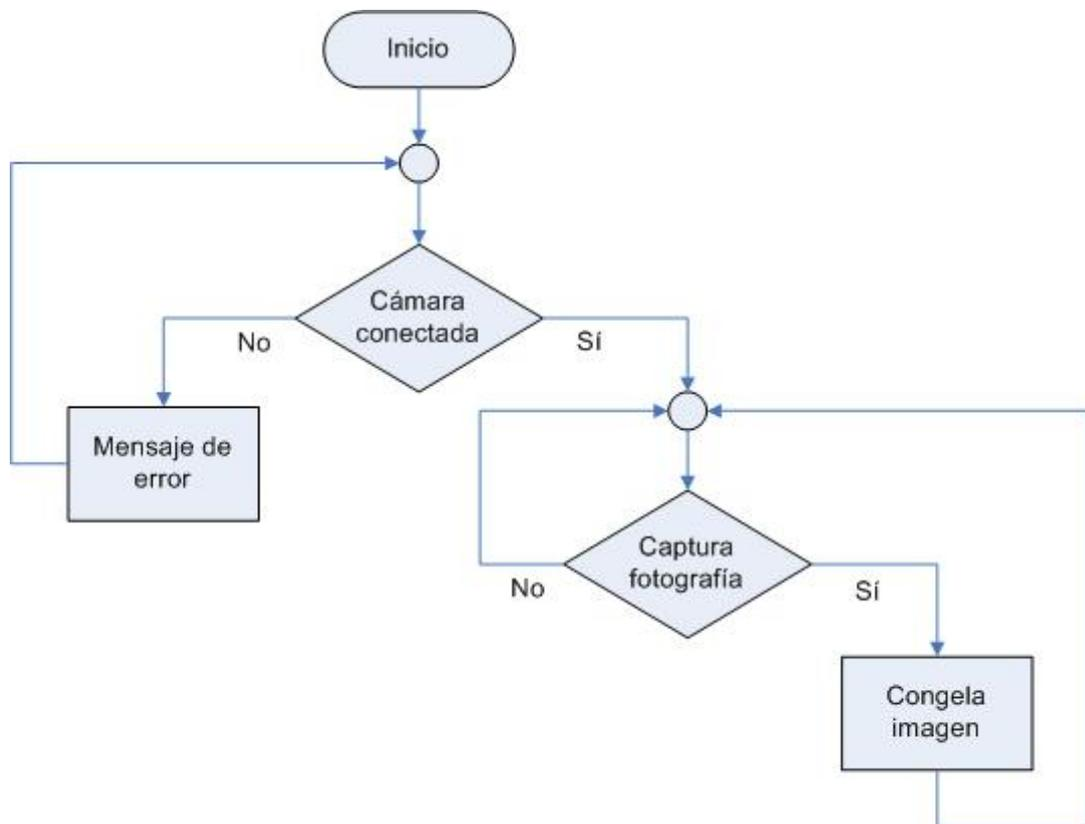 Inicio
Cámara
conectada
No
Sí
Mensaje de
error
Captura
fotografía
No
Sí
Congela
imagen